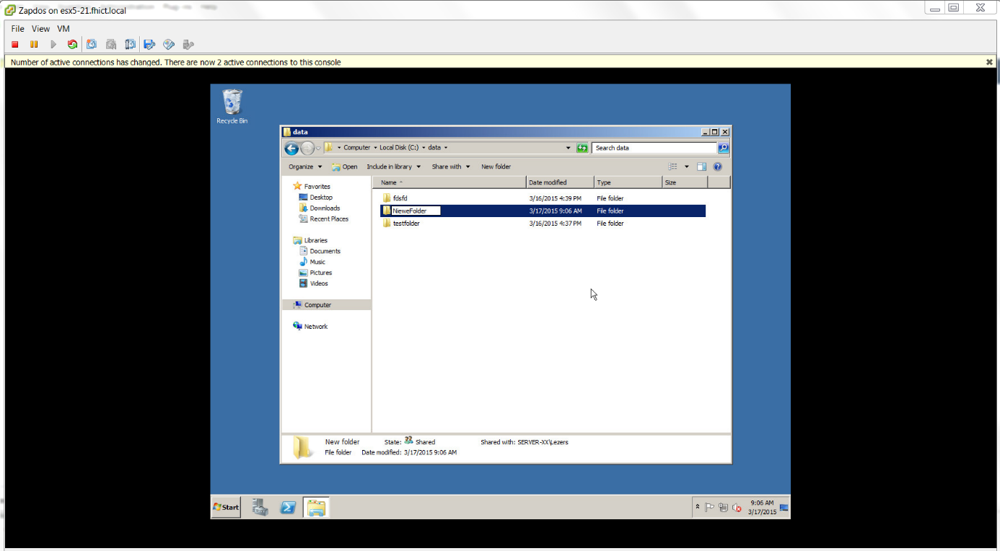 Zapdos on esx5-21.fhict.local
File View VM
Number of active connections has changed. There are now 2 active connections to this console
Recycle Bin
data
Computer Local Disk (C:) data
Search data
Organize Open Include in library Share with New folder
Name Date modified Type Size
Favorites
Desktop
Downloads
Recent Places
Libraries
Documents
Music
Pictures
Videos
Computer
Network
fdsfd 3/16/2015 4:39 PM File folder
NieweFolder 3/17/2015 9:06 AM File folder
testfolder 3/16/2015 4:37 PM File folder
New folder State: Shared Shared with: SERVER-XX\Lezers
File folder Date modified: 3/17/2015 9:06 AM
Start
9:06 AM
3/17/2015